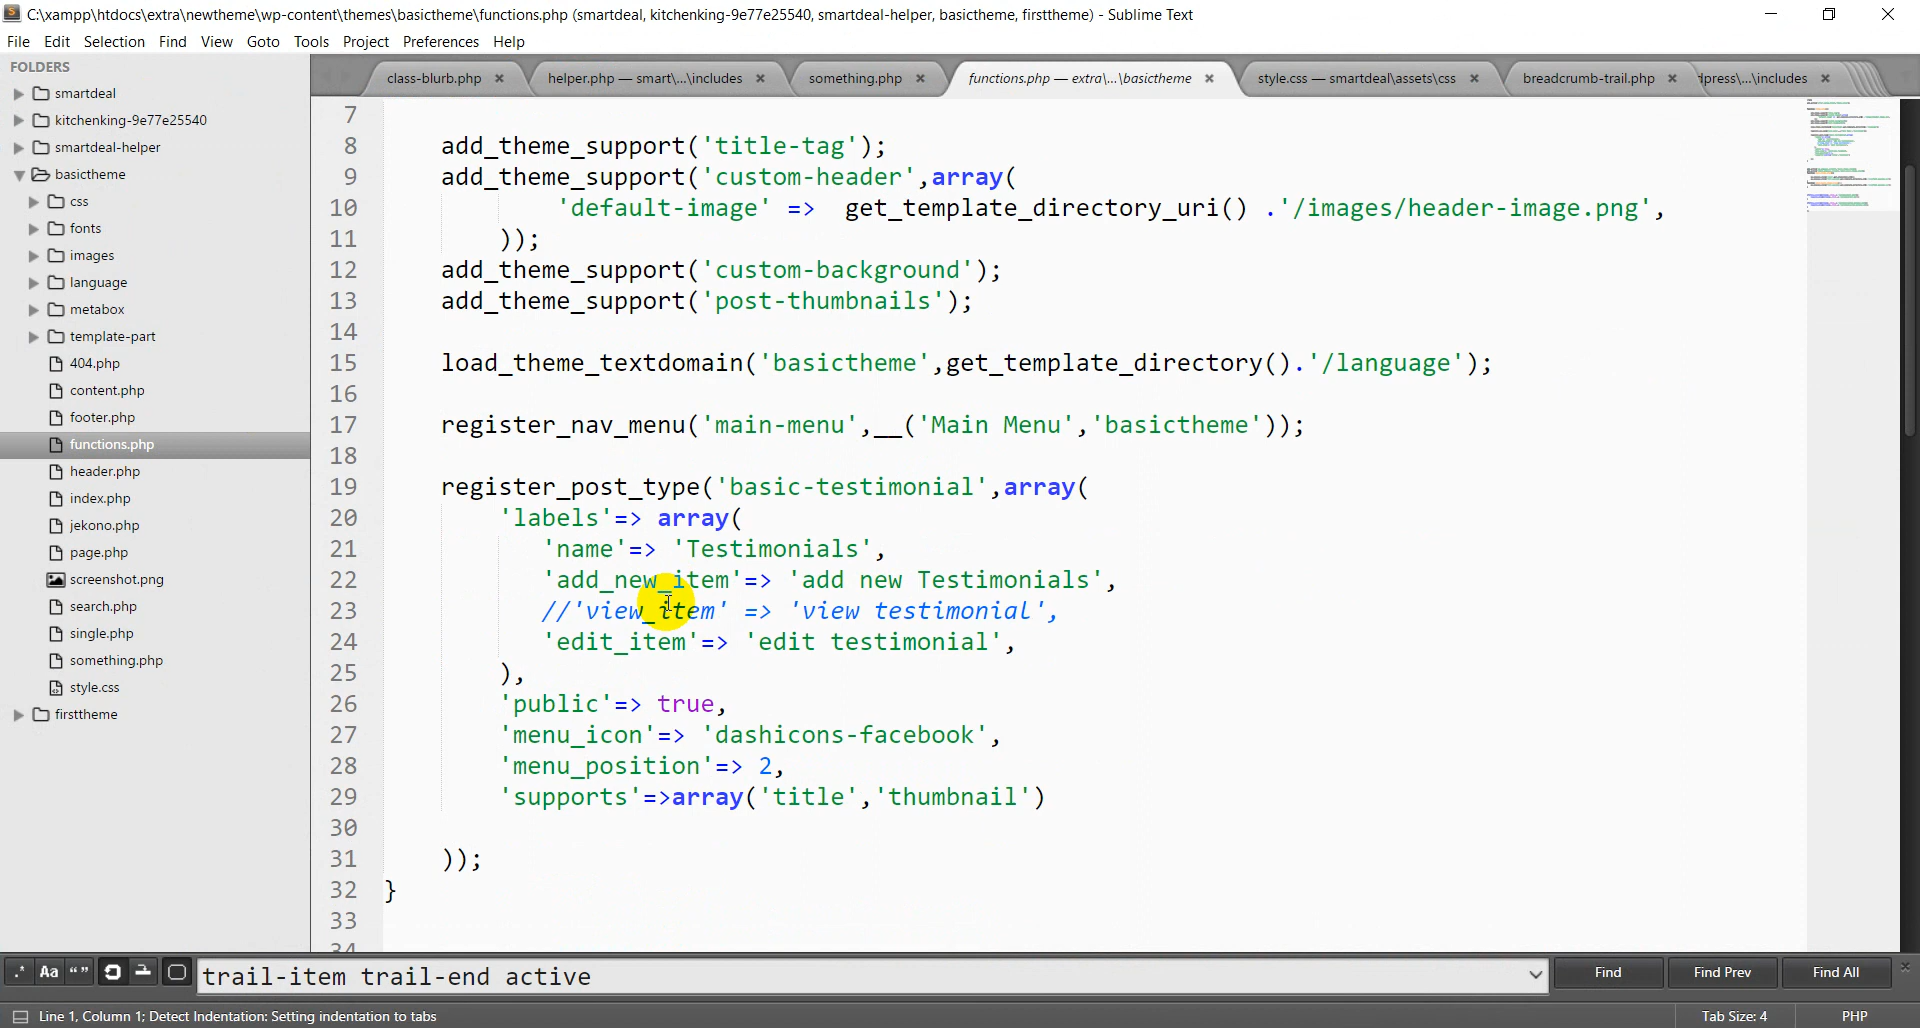 C:\xampp\htdocs\extra\newtheme\wp-content\themes\basictheme\functions.php (smartdeal, kitchenking-9e77e25540, smartdeal-helper, basictheme, firsttheme) - Sublime Text
File Edit Selection Find View Goto Tools Project Preferences Help
FOLDERS
smartdeal
kitchenking-9e77e25540
smartdeal-helper
basictheme
css
fonts
images
language
metabox
template-part
404.php
content.php
footer.php
functions.php
header.php
index.php
jekono.php
page.php
screenshot.png
search.php
single.php
something.php
style.css
firsttheme
class-blurb.php × helper.php — smart\...\includes × something.php × functions.php — extra\...\basictheme × style.css — smartdeal\assets\css × breadcrumb-trail.php × press\...\includes ×
7
8 add_theme_support('title-tag');
9 add_theme_support('custom-header',array(
10 'default-image' => get_template_directory_uri() .'/images/header-image.png',
11 ));
12 add_theme_support('custom-background');
13 add_theme_support('post-thumbnails');
14
15 load_theme_textdomain('basictheme',get_template_directory().'/language');
16
17 register_nav_menu('main-menu',__('Main Menu','basictheme'));
18
19 register_post_type('basic-testimonial',array(
20 'labels'=> array(
21 'name'=> 'Testimonials',
22 'add_new_item'=> 'add new Testimonials',
23 //'view_item' => 'view testimonial',
24 'edit_item'=> 'edit testimonial',
25 ),
26 'public'=> true,
27 'menu_icon'=> 'dashicons-facebook',
28 'menu_position'=> 2,
29 'supports'=>array('title','thumbnail')
30
31 ));
32 }
33
34
.* Aa “” trail-item trail-end active Find Find Prev Find All ×
Line 1, Column 1; Detect Indentation: Setting indentation to tabs Tab Size: 4 PHP